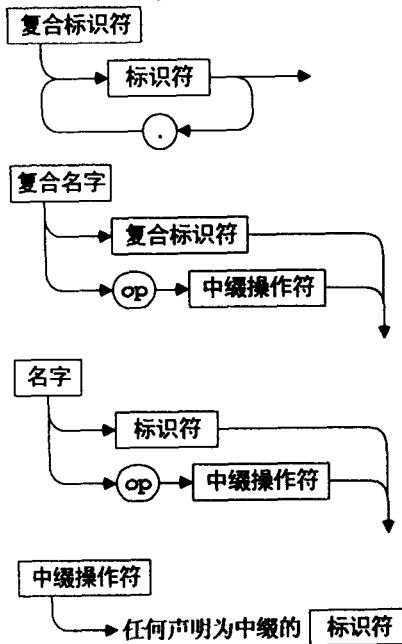 复合标识符
标识符
.
复合名字
复合标识符
op 中缀操作符
名字
标识符
op 中缀操作符
中缀操作符
任何声明为中缀的 标识符